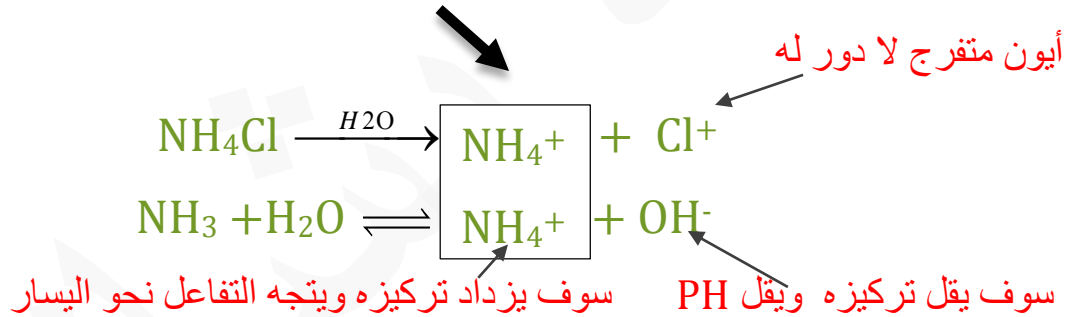 أيون متفرج لا دور له
NH₄Cl —H2O→ NH₄⁺ + Cl⁺
NH₃ +H₂O ⇌ NH₄⁺ + OH⁻
سوف يزداد تركيزه ويتجه التفاعل نحو اليسار
سوف يقل تركيزه ويقل PH